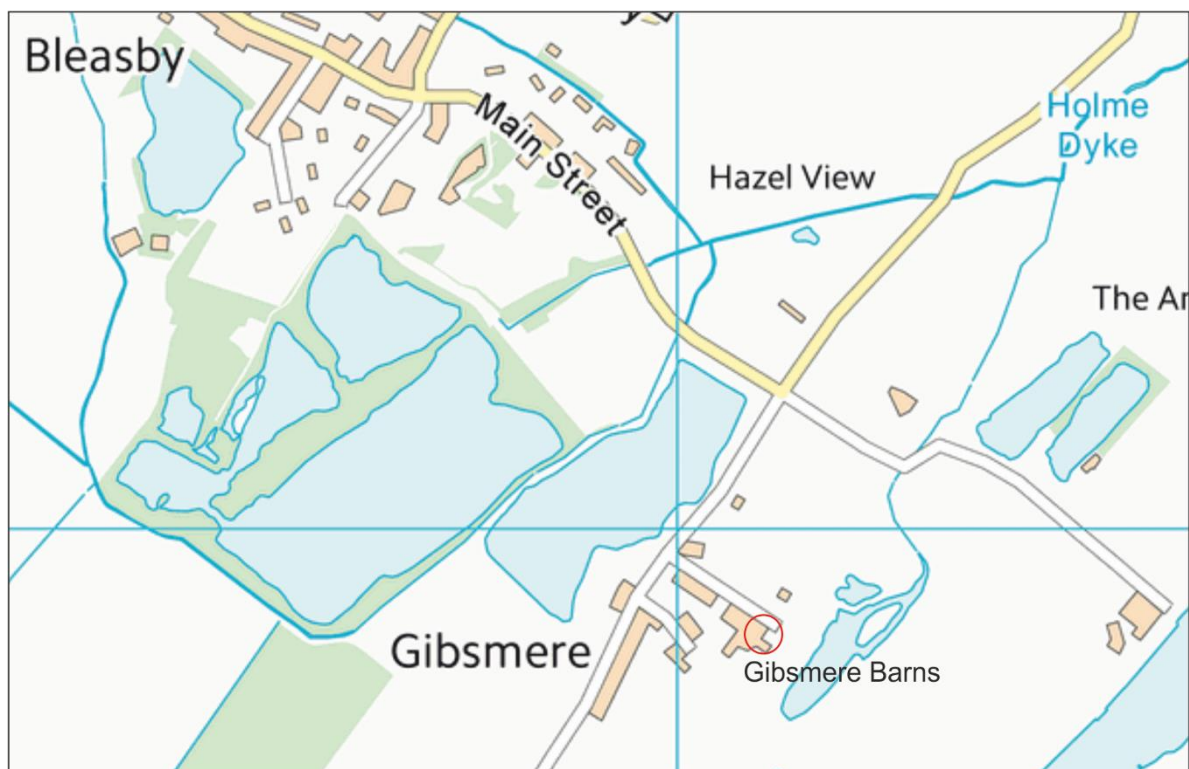 Bleasby
Main Street
Holme
Dyke
Hazel View
The Ar
Gibsmere
Gibsmere Barns